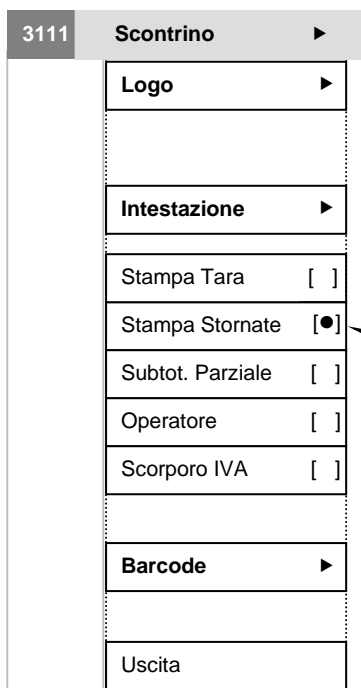 3111 Scontrino ►
Logo ►
Intestazione ►
Stampa Tara [ ]
Stampa Stornate [●]
Subtot. Parziale [ ]
Operatore [ ]
Scorporo IVA [ ]
Barcode ►
Uscita